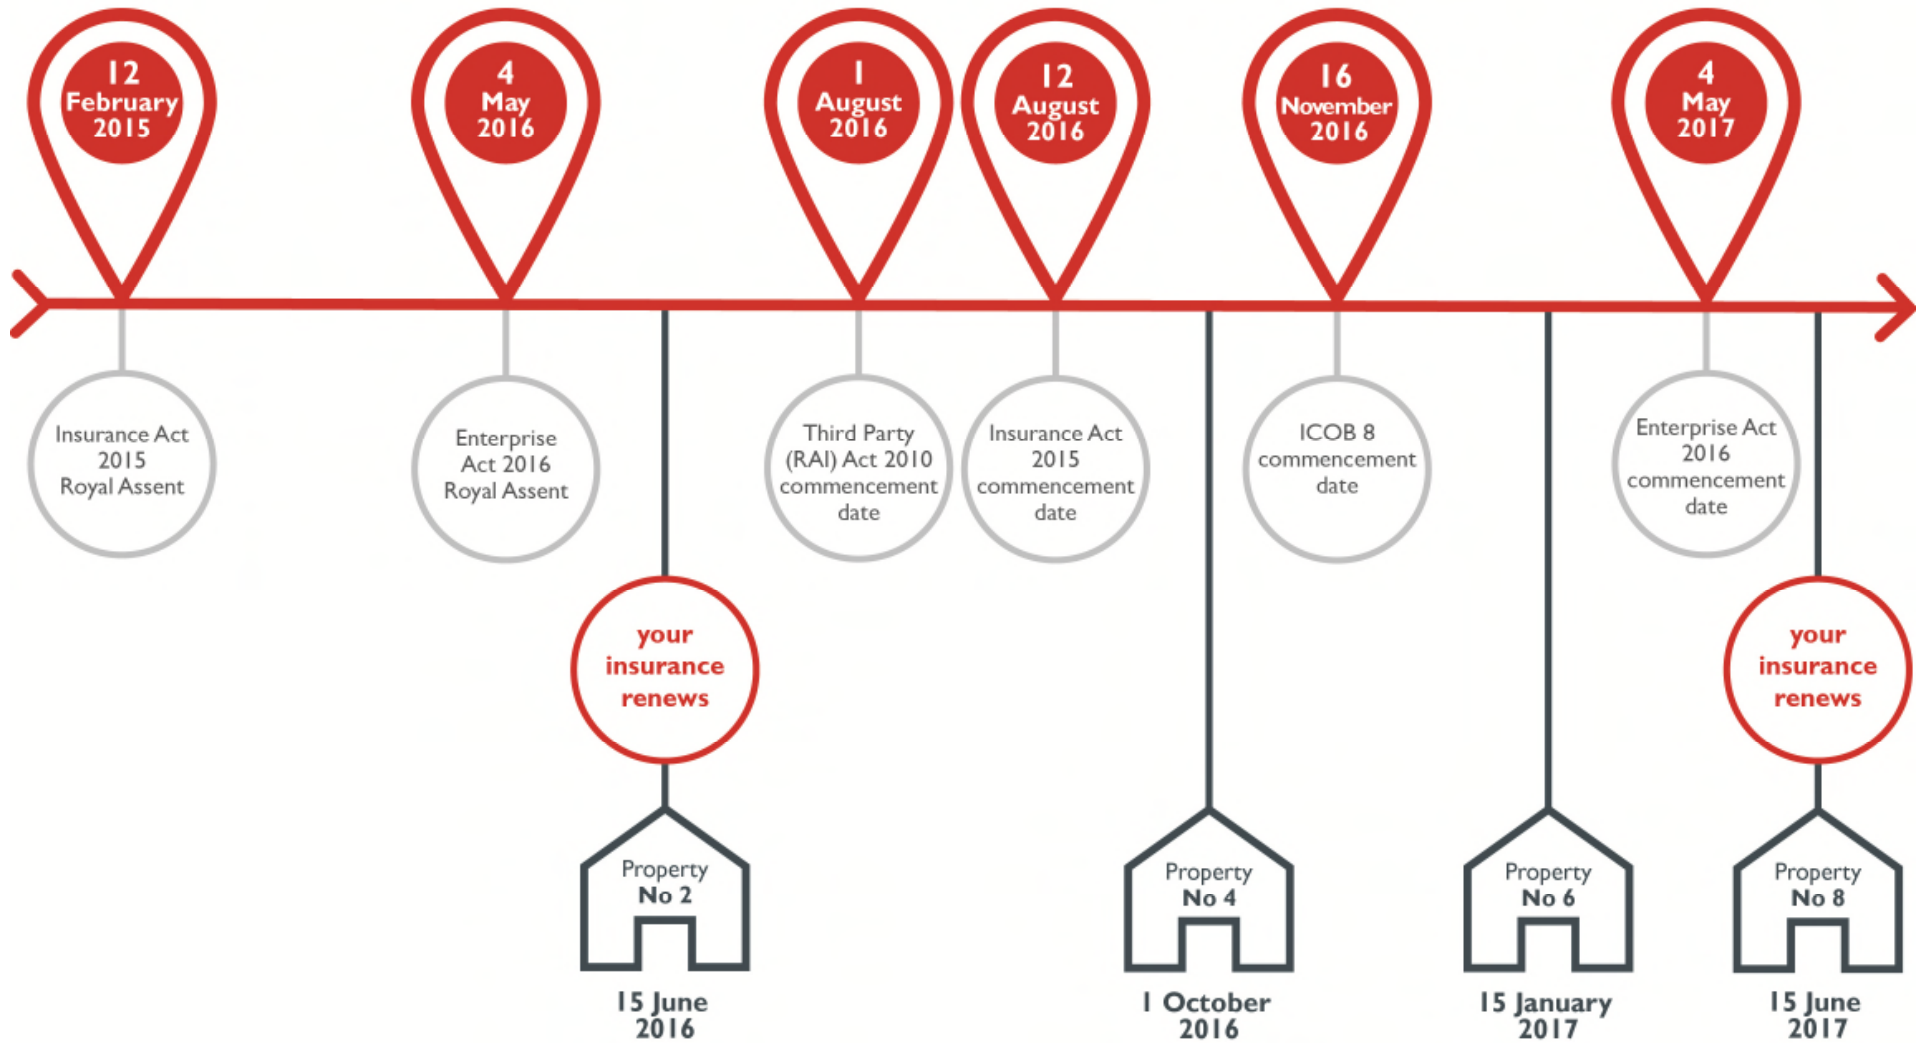 12
February
2015
4
May
2016
1
August
2016
12
August
2016
16
November
2016
4
May
2017
Insurance Act
2015
Royal Assent
Enterprise
Act 2016
Royal Assent
Third Party
(RAI) Act 2010
commencement
date
Insurance Act
2015
commencement
date
ICOB 8
commencement
date
Enterprise Act
2016
commencement
date
your
insurance
renews
your
insurance
renews
Property
No 2
Property
No 4
Property
No 6
Property
No 8
15 June
2016
1 October
2016
15 January
2017
15 June
2017